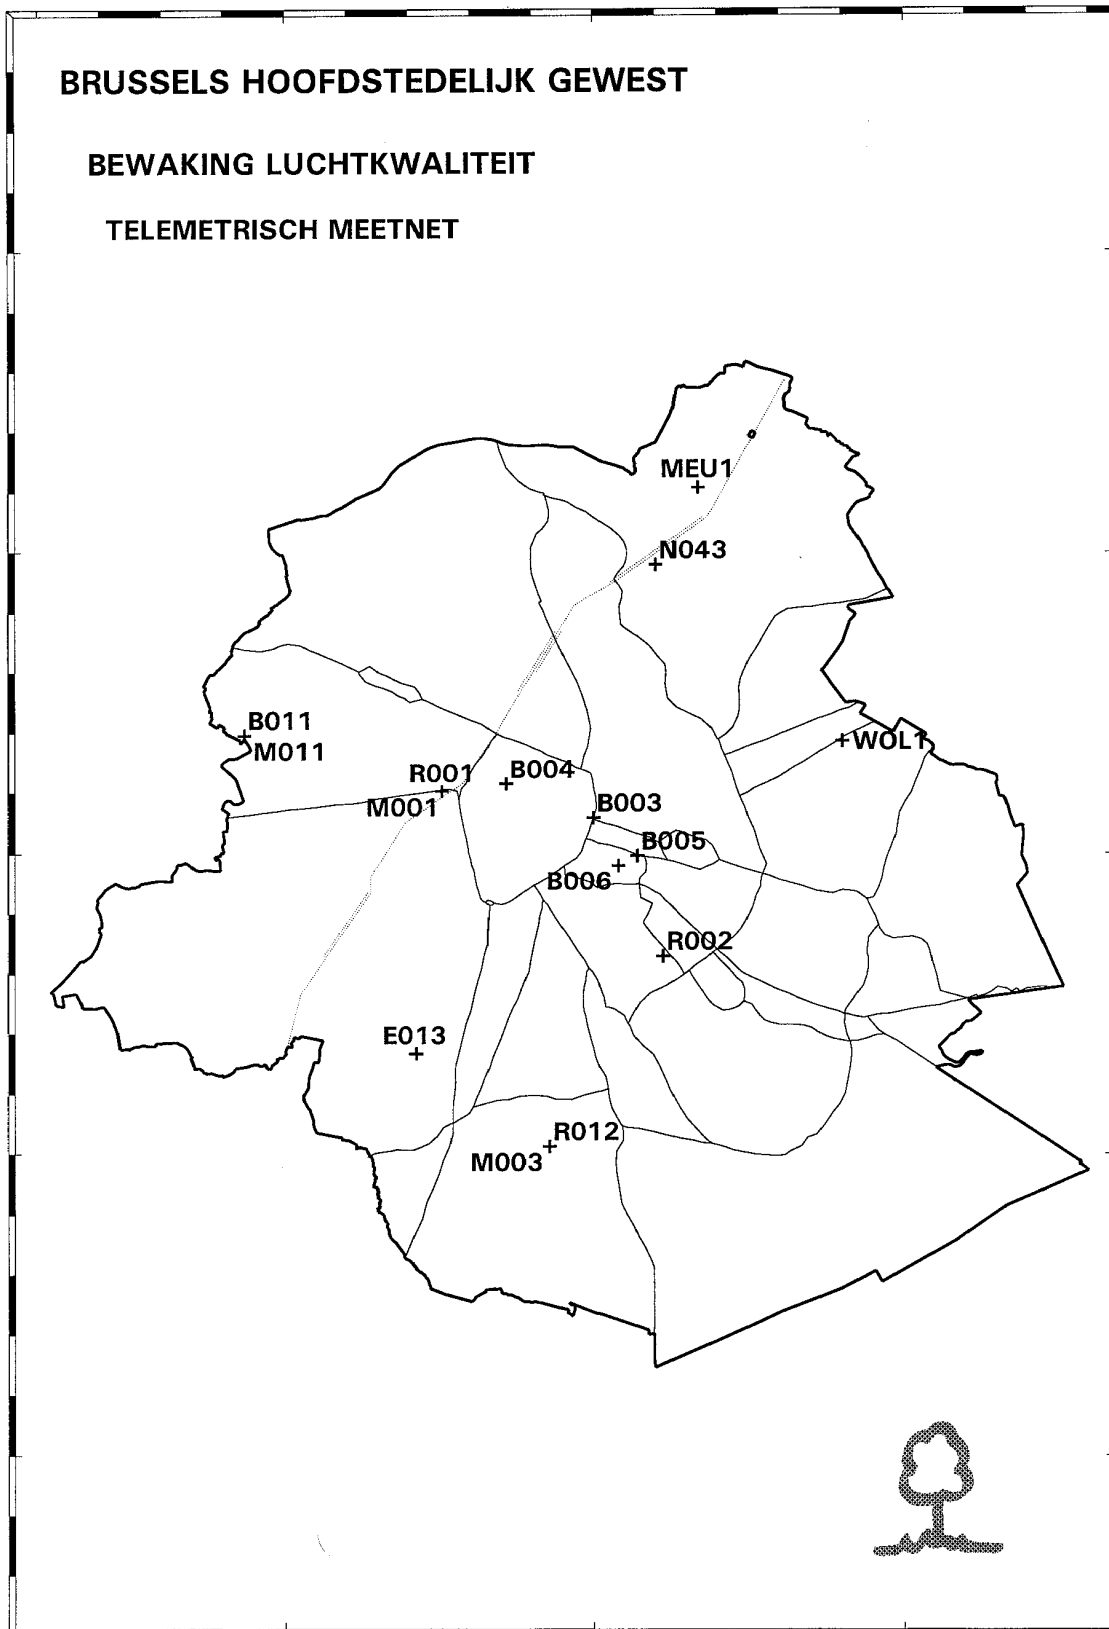 BRUSSELS HOOFDSTEDELIJK GEWEST
BEWAKING LUCHTKWALITEIT
TELEMETRISCH MEETNET
MEU1
N043
B011
M011
WOL1
R001
M001
B004
B003
B005
B006
R002
E013
R012
M003